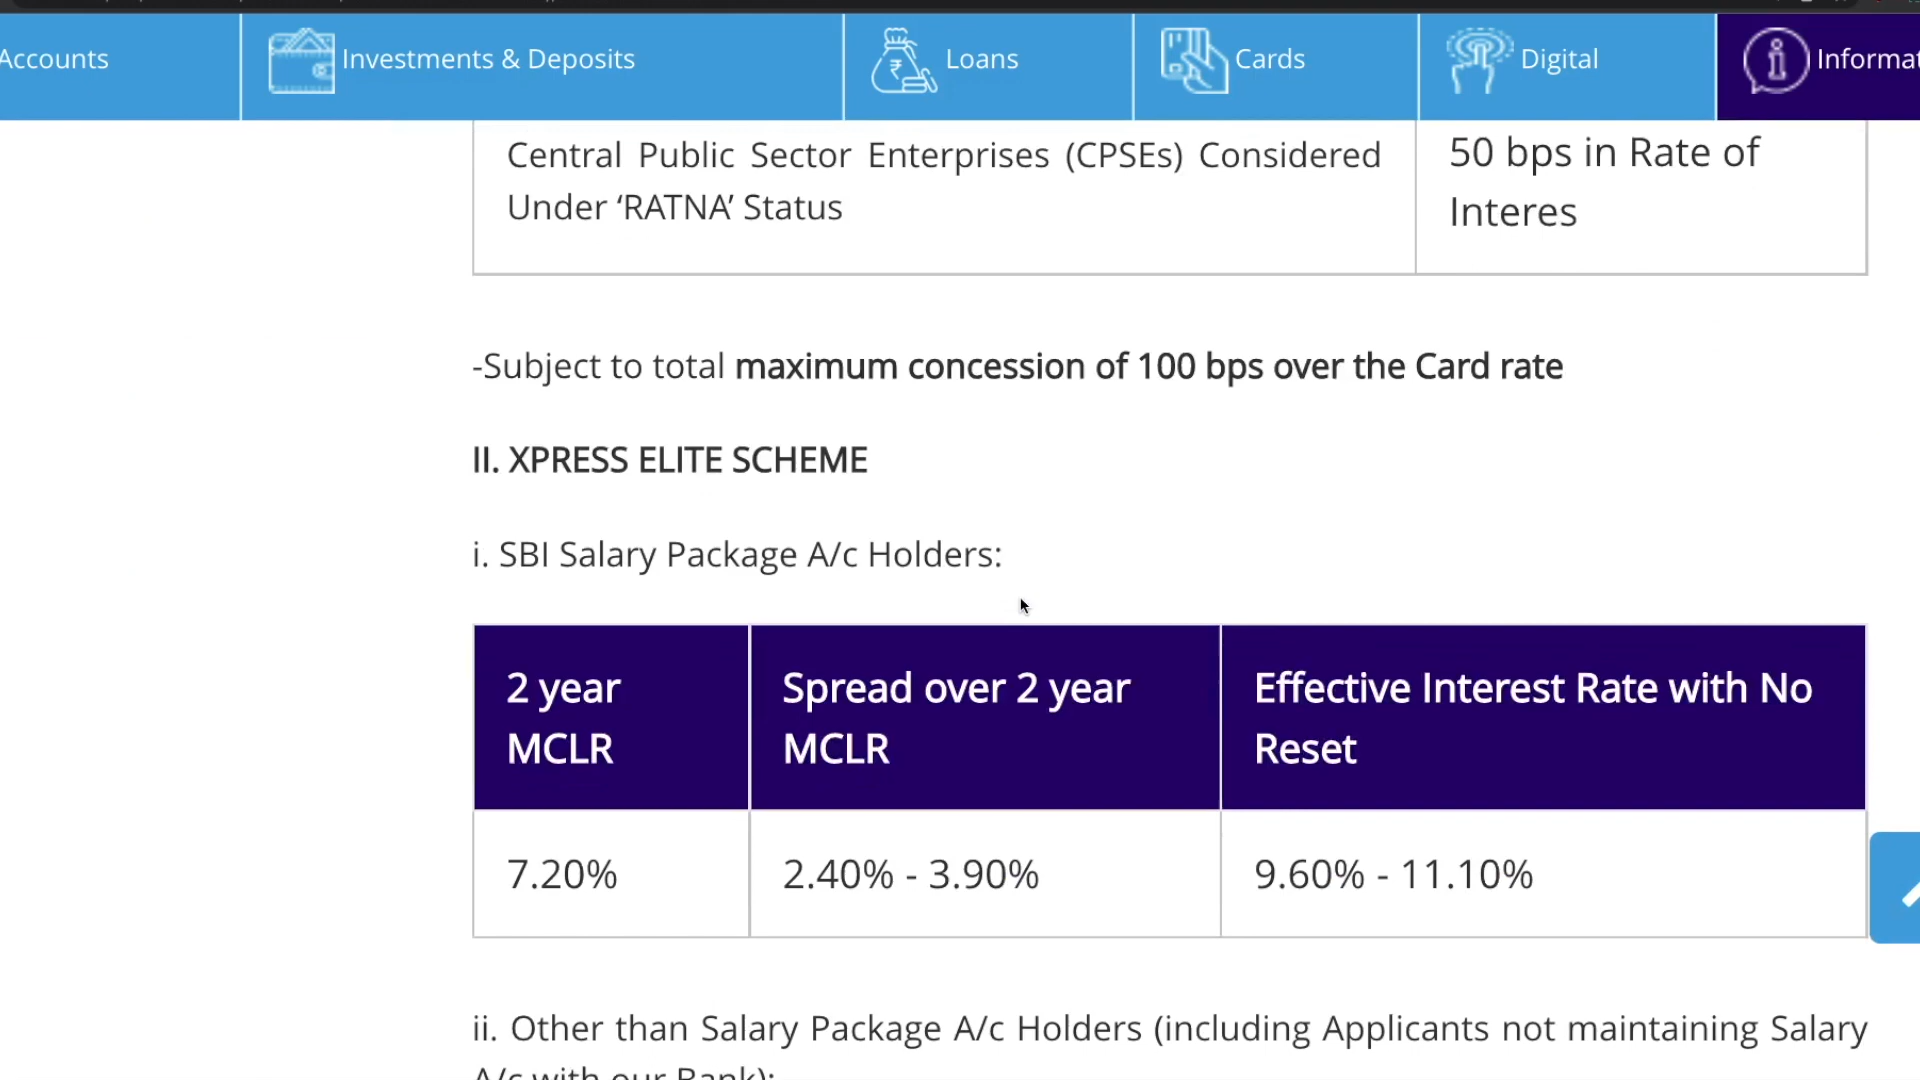 Accounts
Investments & Deposits
Loans
Cards
Digital
Informat
Central Public Sector Enterprises (CPSEs) Considered
Under ‘RATNA’ Status
50 bps in Rate of
Interes
-Subject to total maximum concession of 100 bps over the Card rate
II. XPRESS ELITE SCHEME
i. SBI Salary Package A/c Holders:
2 year
MCLR
Spread over 2 year
MCLR
Effective Interest Rate with No
Reset
7.20%
2.40% - 3.90%
9.60% - 11.10%
ii. Other than Salary Package A/c Holders (including Applicants not maintaining Salary
A/c with our Bank):